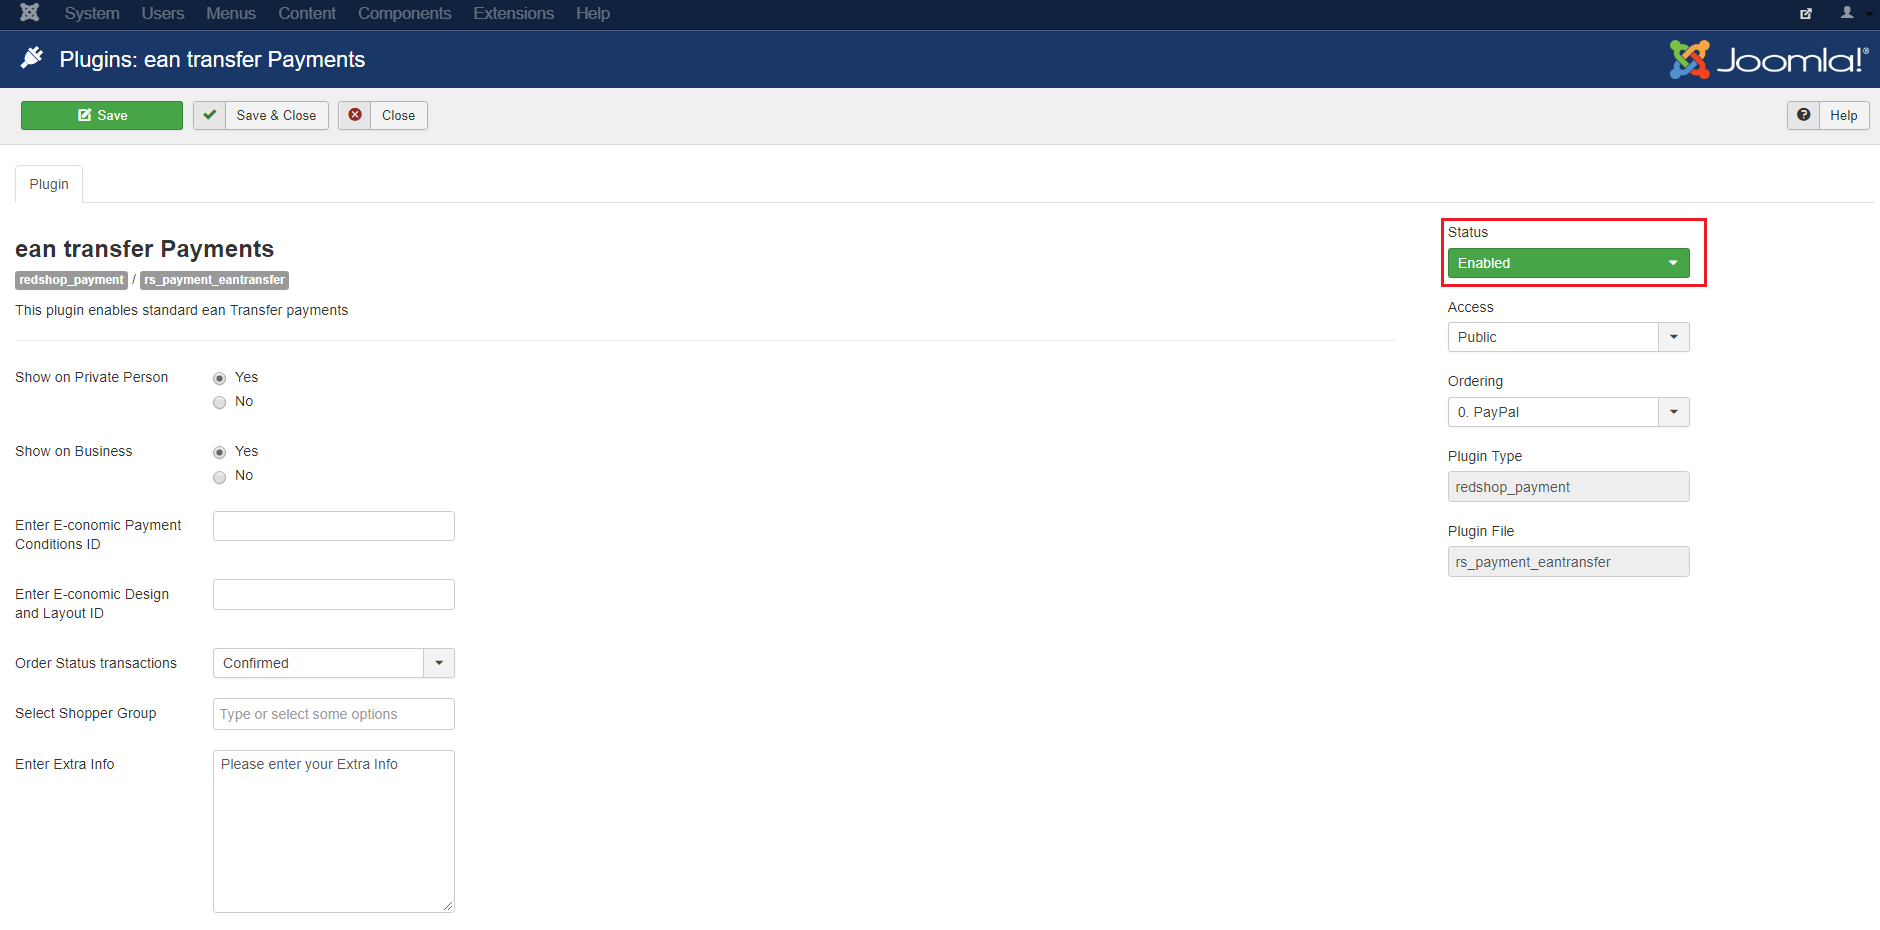 System Users Menus Content Components Extensions Help
Plugins: ean transfer Payments
Joomla!®
Save
Save & Close
Close
Help
Plugin
ean transfer Payments
redshop_payment / rs_payment_eantransfer
This plugin enables standard ean Transfer payments
Show on Private Person
Yes
No
Show on Business
Yes
No
Enter E-conomic Payment
Conditions ID
Enter E-conomic Design
and Layout ID
Order Status transactions
Confirmed
Select Shopper Group
Type or select some options
Enter Extra Info
Please enter your Extra Info
Status
Enabled
Access
Public
Ordering
0. PayPal
Plugin Type
redshop_payment
Plugin File
rs_payment_eantransfer